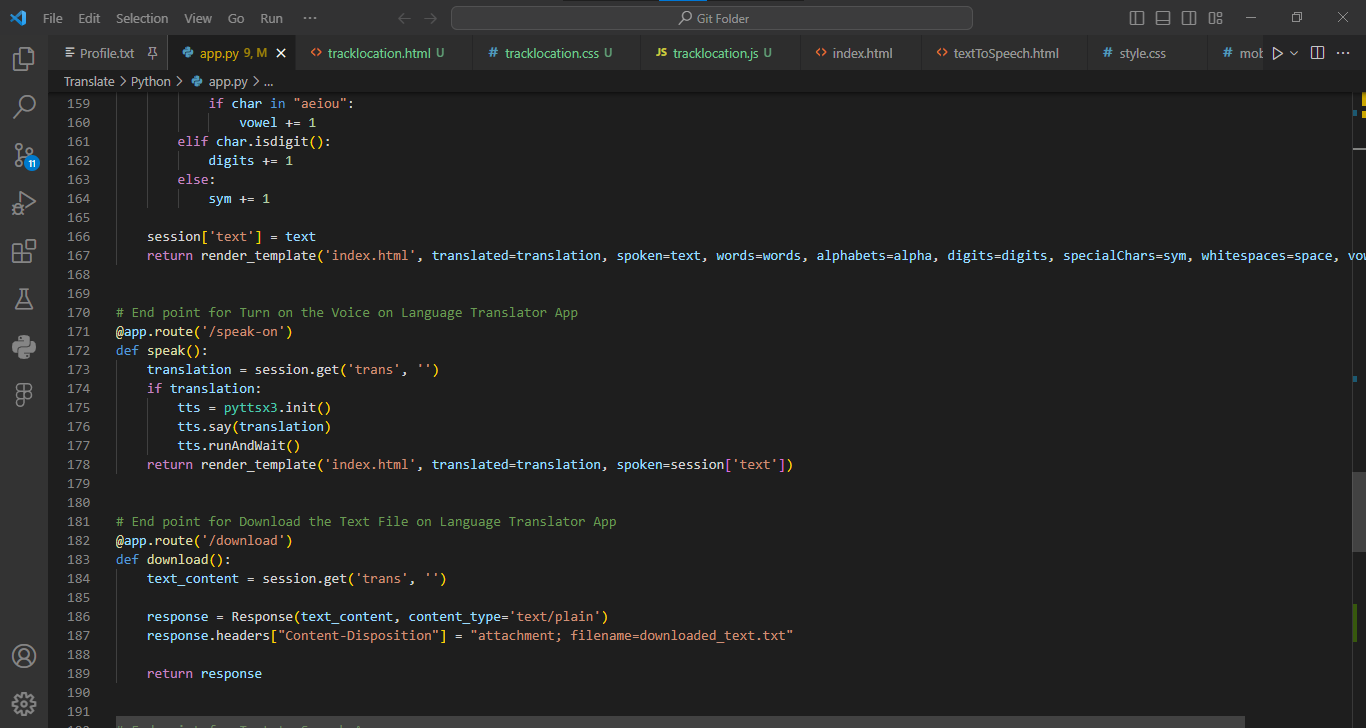 File Edit Selection View Go Run ··· Git Folder
Profile.txt app.py 9, M tracklocation.html U # tracklocation.css U JS tracklocation.js U index.html textToSpeech.html # style.css # mob
Translate > Python > app.py > ...
159 if char in "aeiou":
160 vowel += 1
161 elif char.isdigit():
162 digits += 1
163 else:
164 sym += 1
165
166 session['text'] = text
167 return render_template('index.html', translated=translation, spoken=text, words=words, alphabets=alpha, digits=digits, specialChars=sym, whitespaces=space, vow
168
169
170 # End point for Turn on the Voice on Language Translator App
171 @app.route('/speak-on')
172 def speak():
173 translation = session.get('trans', '')
174 if translation:
175 tts = pyttsx3.init()
176 tts.say(translation)
177 tts.runAndWait()
178 return render_template('index.html', translated=translation, spoken=session['text'])
179
180
181 # End point for Download the Text File on Language Translator App
182 @app.route('/download')
183 def download():
184 text_content = session.get('trans', '')
185
186 response = Response(text_content, content_type='text/plain')
187 response.headers["Content-Disposition"] = "attachment; filename=downloaded_text.txt"
188
189 return response
190
191
11